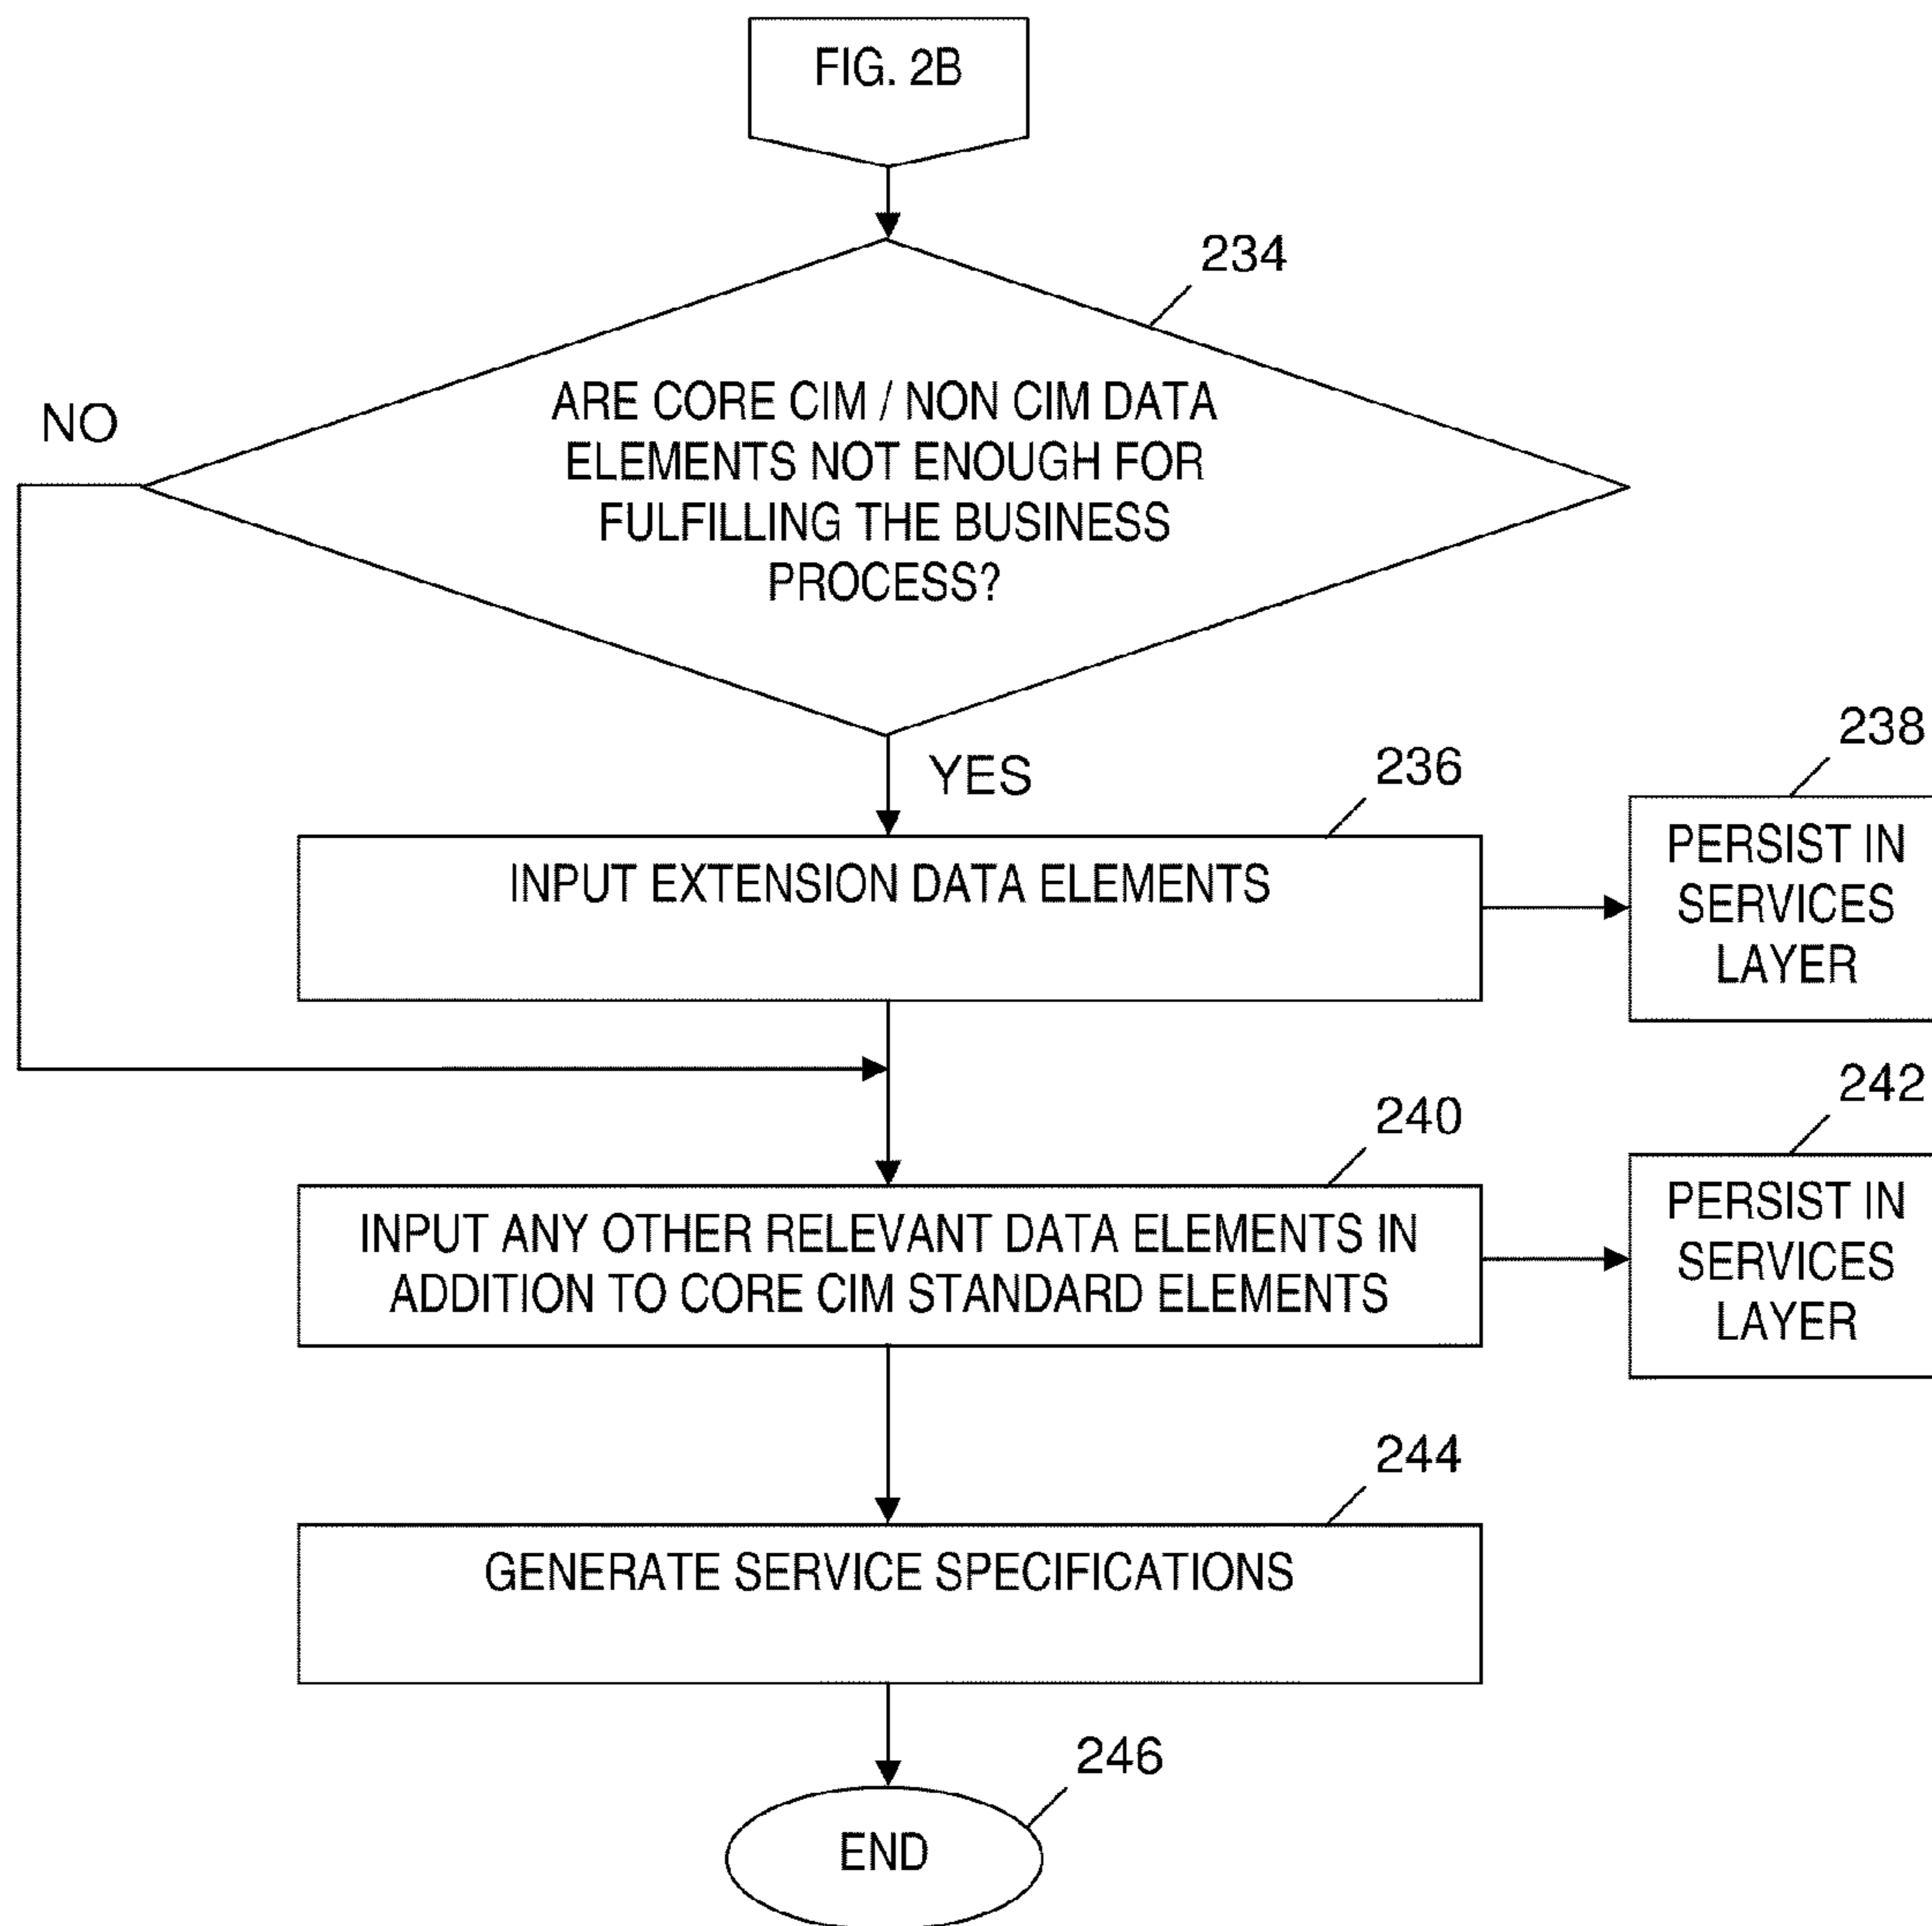 FIG. 2B
234
ARE CORE CIM / NON CIM DATA
ELEMENTS NOT ENOUGH FOR
FULFILLING THE BUSINESS
PROCESS?
NO
YES
236
INPUT EXTENSION DATA ELEMENTS
238
PERSIST IN
SERVICES
LAYER
240
INPUT ANY OTHER RELEVANT DATA ELEMENTS IN
ADDITION TO CORE CIM STANDARD ELEMENTS
242
PERSIST IN
SERVICES
LAYER
244
GENERATE SERVICE SPECIFICATIONS
246
END